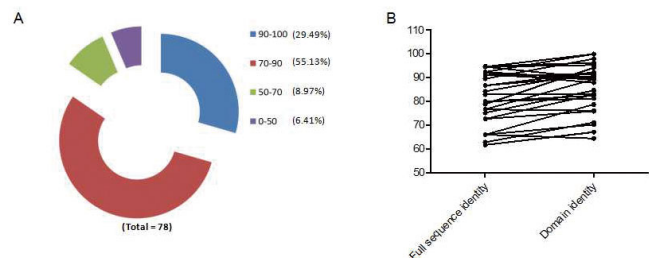 A
90-100 (29.49%)
70-90 (55.13%)
50-70 (8.97%)
0-50 (6.41%)
(Total = 78)
B
110
100
90
80
70
60
50
Full sequence identity
Domain identity